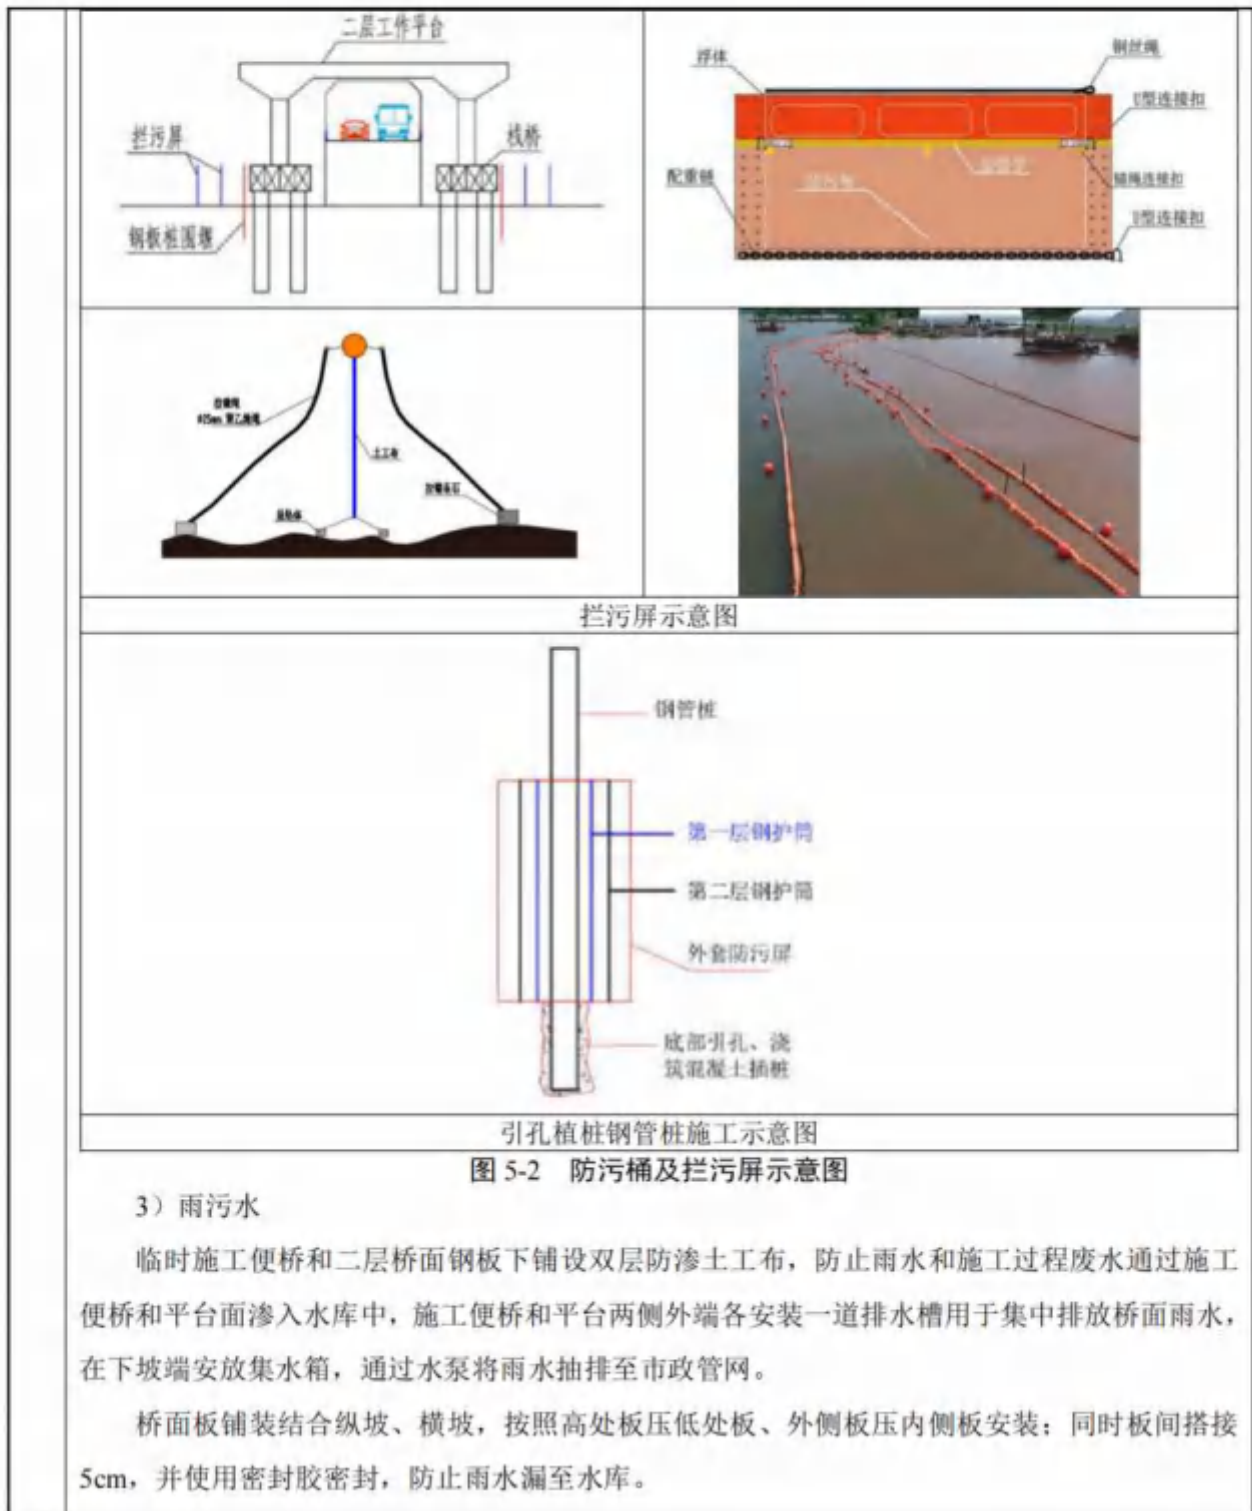 二层工作平台
拦污屏
栈桥
钢板桩围堰
浮体
钢丝绳
U型连接扣
配重链
锚绳连接扣
U型连接扣
土工布
拦污屏示意图
钢管桩
第一层钢护筒
第二层钢护筒
外套防污屏
底部引孔、浇
筑混凝土插桩
引孔植桩钢管桩施工示意图
图 5-2 防污桶及拦污屏示意图
3）雨污水
临时施工便桥和二层桥面钢板下铺设双层防渗土工布，防止雨水和施工过程废水通过施工
便桥和平台面渗入水库中，施工便桥和平台两侧外端各安装一道排水槽用于集中排放桥面雨水，
在下坡端安放集水箱，通过水泵将雨水抽排至市政管网。
桥面板铺装结合纵坡、横坡，按照高处板压低处板、外侧板压内侧板安装；同时板间搭接
5cm，并使用密封胶密封，防止雨水漏至水库。